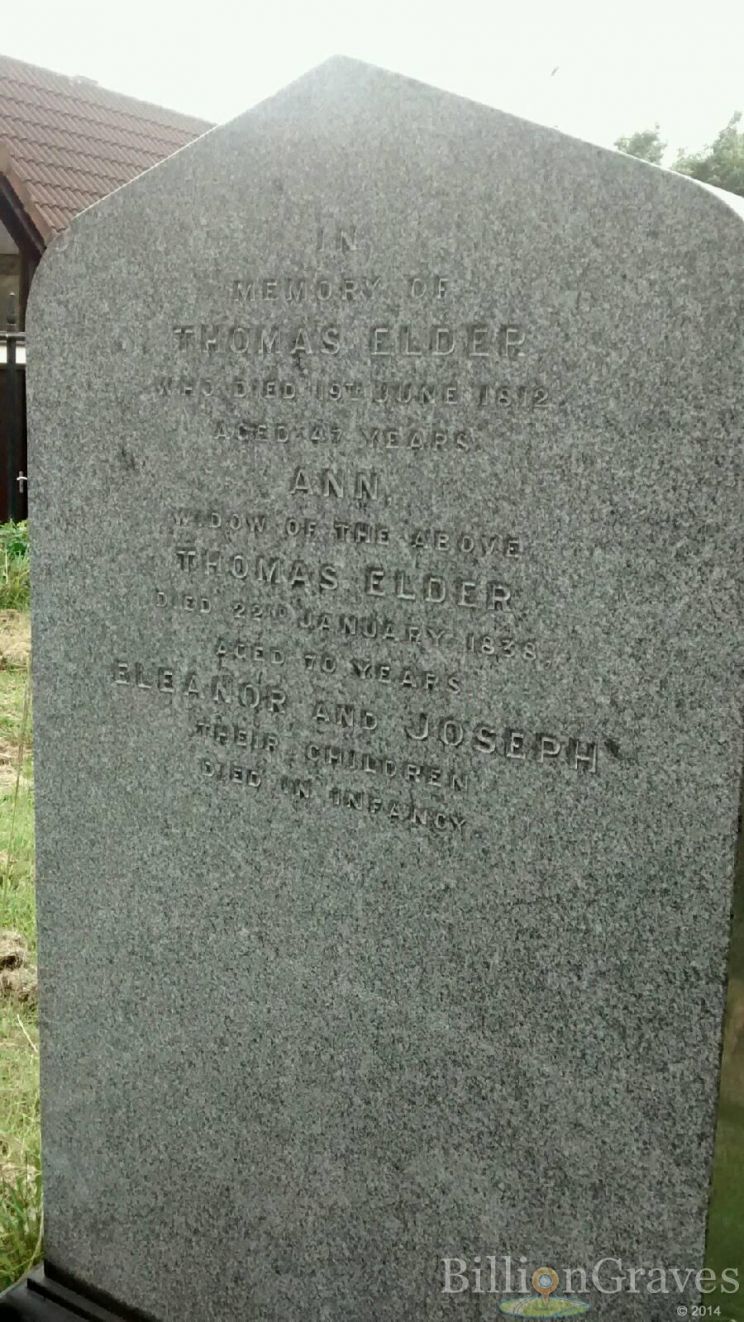 IN
MEMORY OF
THOMAS ELDER
WHO DIED 19TH JUNE 1812
AGED 47 YEARS.
ANN,
WIDOW OF THE ABOVE
THOMAS ELDER
DIED 22ND JANUARY 1838,
AGED 70 YEARS
ELEANOR AND JOSEPH
THEIR CHILDREN
DIED IN INFANCY
BillionGraves
© 2014